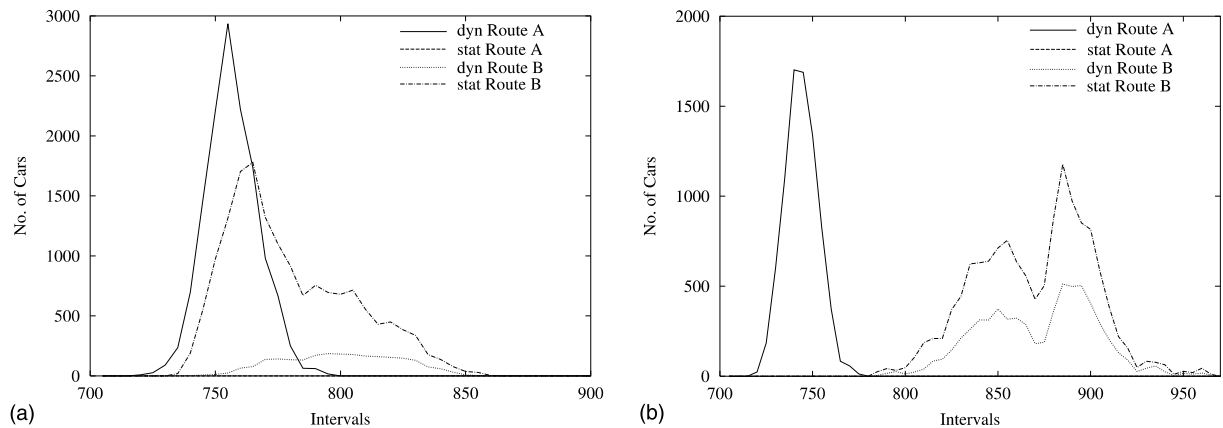 3000
2500
2000
1500
1000
500
0
No. of Cars
700 750 800 850 900
Intervals
dyn Route A
stat Route A
dyn Route B
stat Route B
(a)
2000
1500
1000
500
0
No. of Cars
700 750 800 850 900 950
Intervals
dyn Route A
stat Route A
dyn Route B
stat Route B
(b)